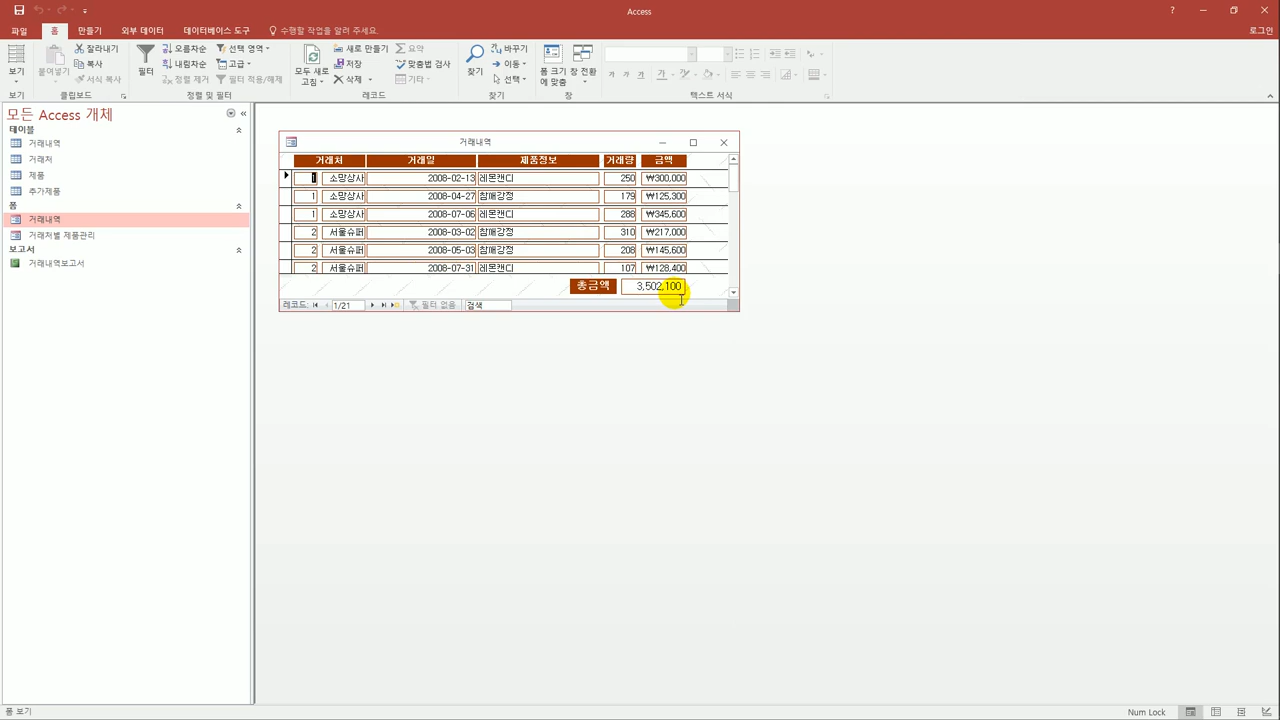 Access
파일 홈 만들기 외부 데이터 데이터베이스 도구 수행할 작업을 알려 주세요. 로그인
보기 붙여넣기 잘라내기 복사 서식 복사 필터 오름차순 내림차순 정렬 제거 선택 영역 고급 필터 적용/해제 모두 새로 고침 새로 만들기 저장 삭제 요약 맞춤법 검사 기타 찾기 바꾸기 이동 선택 폼 크기에 맞춤 창 전환
보기 클립보드 정렬 및 필터 레코드 찾기 창 텍스트 서식
모든 Access 개체
테이블
거래내역
거래처
제품
추가제품
폼
거래내역
거래처별 제품관리
보고서
거래내역보고서
거래내역
거래처 거래일 제품정보 거래량 금액
1 소망상사 2008-02-13 레몬캔디 250 ₩300,000
1 소망상사 2008-04-27 참깨강정 179 ₩125,300
1 소망상사 2008-07-06 레몬캔디 288 ₩345,600
2 서울슈퍼 2008-03-02 참깨강정 310 ₩217,000
2 서울슈퍼 2008-05-03 참깨강정 208 ₩145,600
2 서울슈퍼 2008-07-31 레몬캔디 107 ₩128,400
총금액 3,502,100
레코드: 1/21 필터 없음 검색
폼 보기 Num Lock